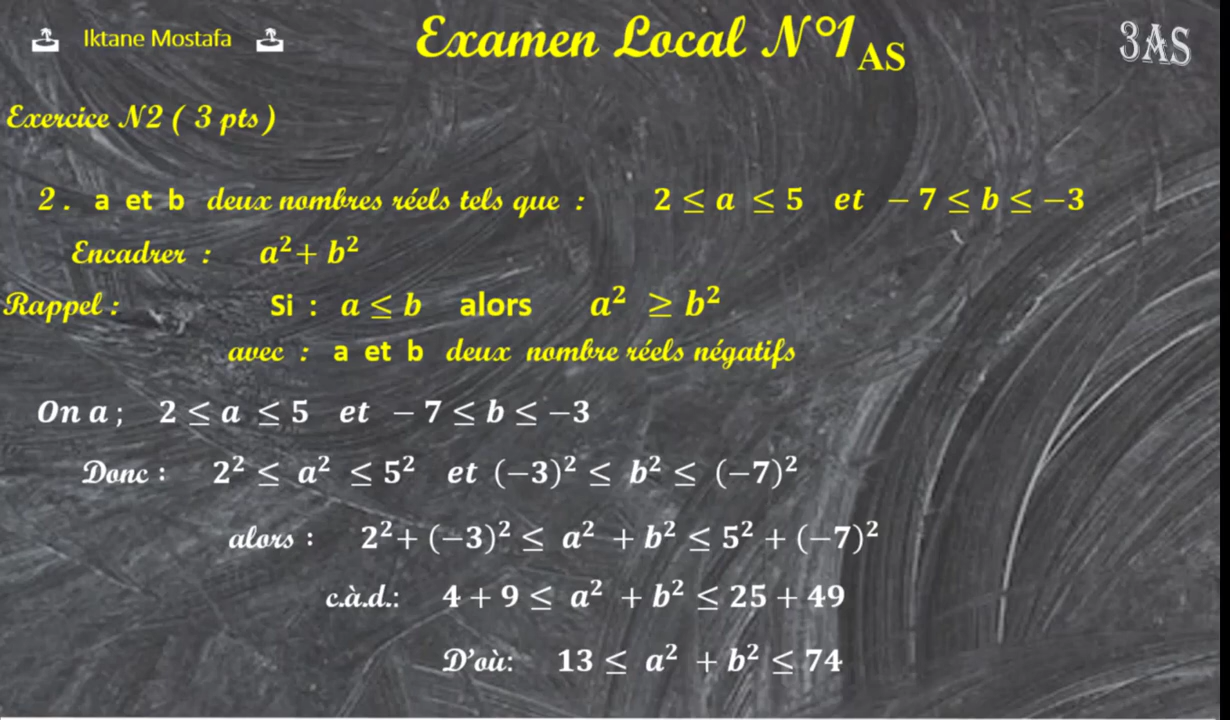 Iktane Mostafa
Examen Local N°1 AS
3AS
Exercice N2 ( 3 pts )
2 . a et b deux nombres réels tels que : 2 ≤ a ≤ 5 et − 7 ≤ b ≤ −3
Encadrer : a² + b²
Rappel : Si : a ≤ b alors a² ≥ b²
avec : a et b deux nombre réels négatifs
On a ; 2 ≤ a ≤ 5 et − 7 ≤ b ≤ −3
Donc : 2² ≤ a² ≤ 5² et (−3)² ≤ b² ≤ (−7)²
alors : 2² + (−3)² ≤ a² + b² ≤ 5² + (−7)²
c.à.d.: 4 + 9 ≤ a² + b² ≤ 25 + 49
D'où: 13 ≤ a² + b² ≤ 74